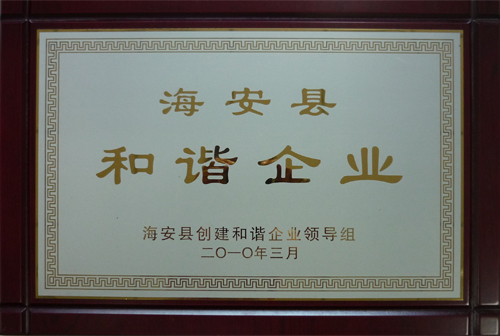 海安县
和谐企业
海安县创建和谐企业领导组
二〇一〇年三月